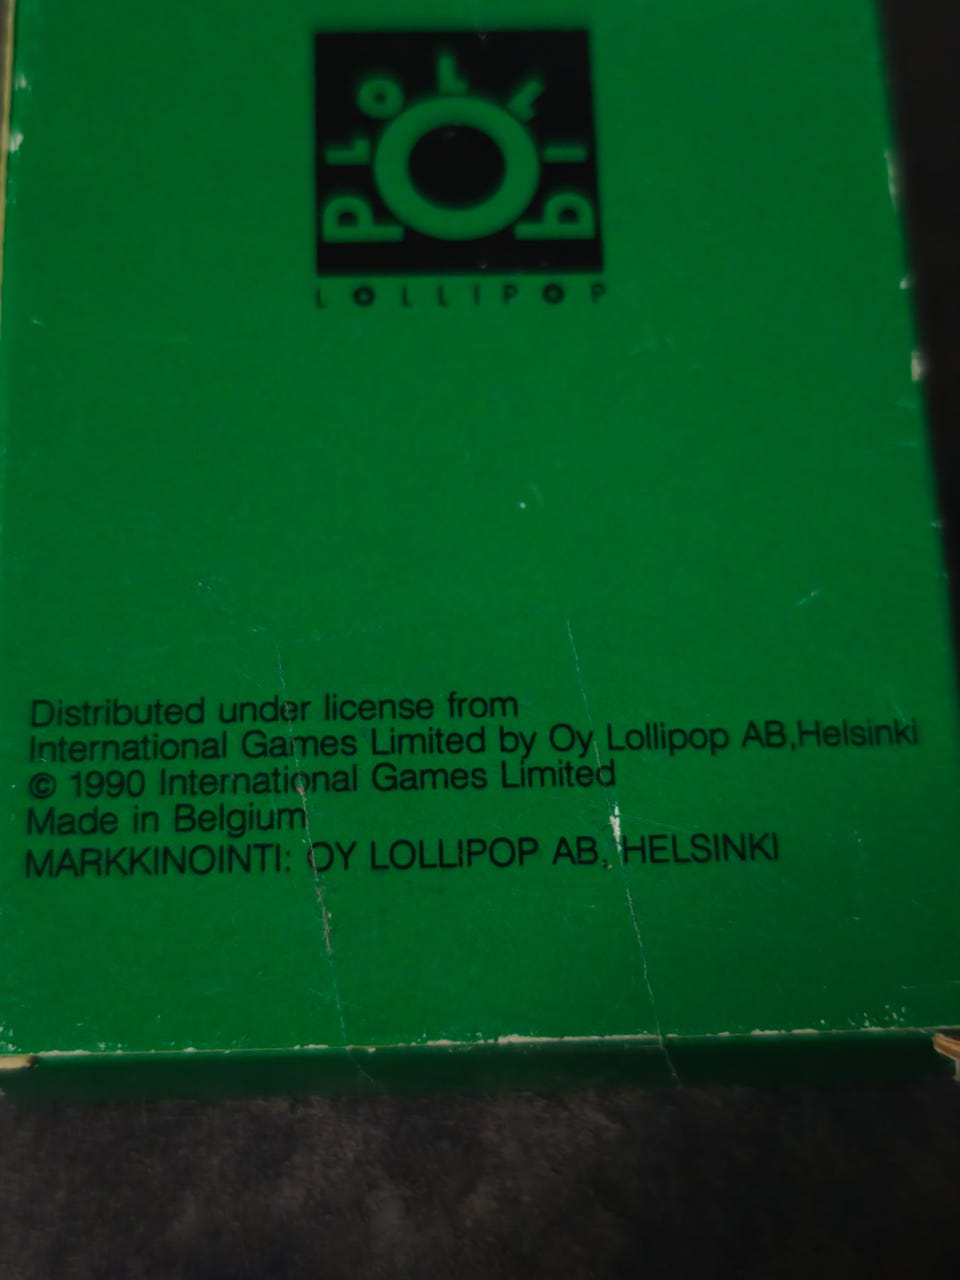 LOLLIPOP
LOLLIPOP
Distributed under license from
International Games Limited by Oy Lollipop AB,Helsinki
© 1990 International Games Limited
Made in Belgium
MARKKINOINTI: OY LOLLIPOP AB, HELSINKI